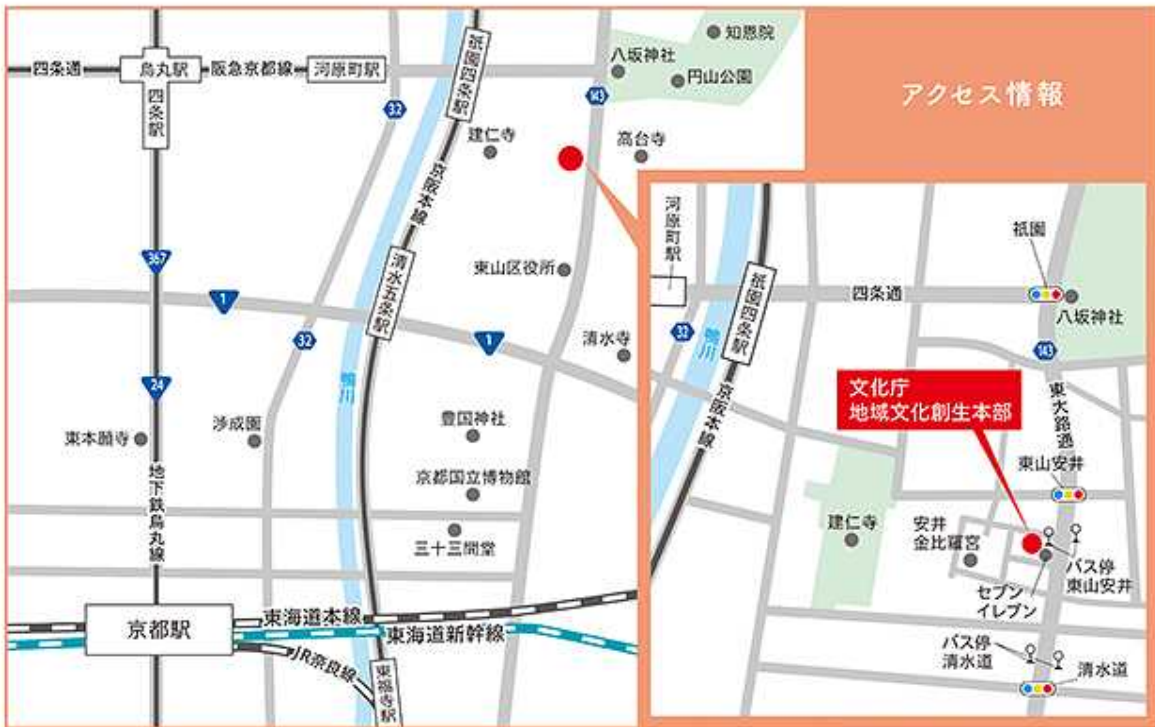 アクセス情報
知恩院
八坂神社
円山公園
四条通
烏丸駅
阪急京都線
河原町駅
四条駅
祇園四条駅
143
32
建仁寺
高台寺
京阪本線
367
東山区役所
清水五条駅
1
1
32
清水寺
鴨川
24
東本願寺
渉成園
豊国神社
京都国立博物館
地下鉄烏丸線
三十三間堂
京都駅
東海道本線
東海道新幹線
JR奈良線
東福寺駅
河原町駅
祇園
四条通
八坂神社
祇園四条駅
32
鴨川
143
京阪本線
文化庁
地域文化創生本部
東大路通
東山安井
建仁寺
安井
金比羅宮
バス停
東山安井
セブン
イレブン
バス停
清水道
清水道